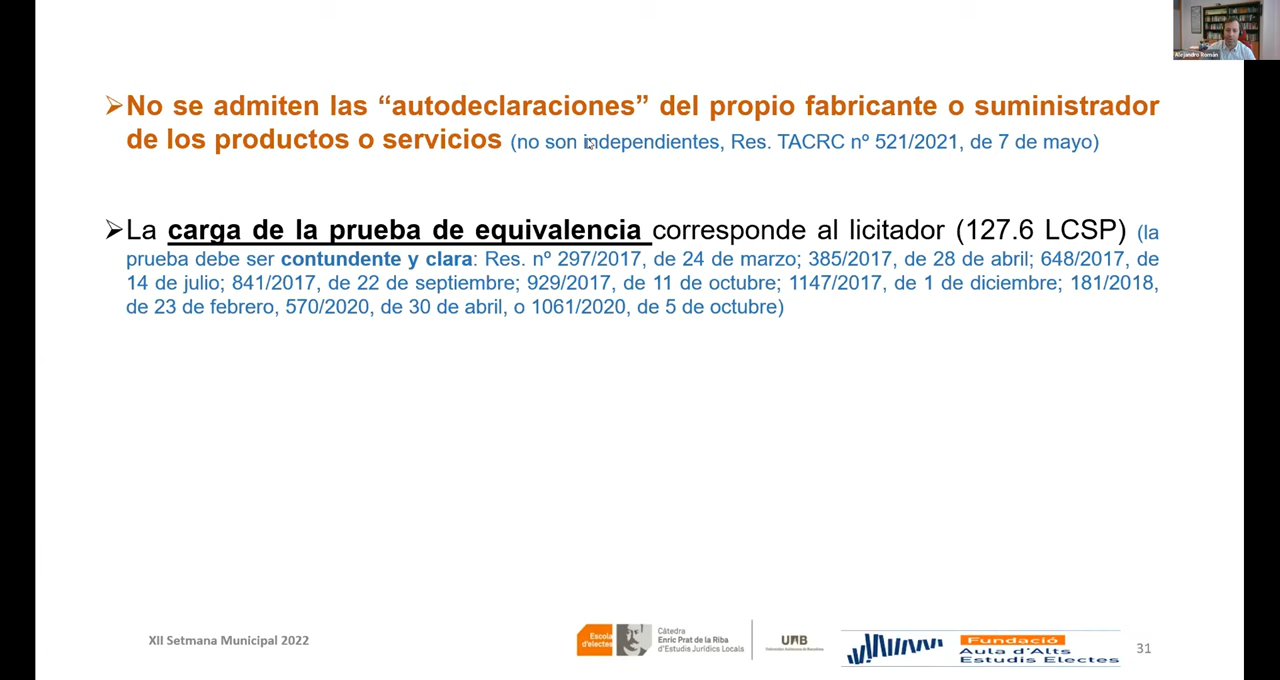 Alejandro Román
➢No se admiten las “autodeclaraciones” del propio fabricante o suministrador
de los productos o servicios (no son independientes, Res. TACRC nº 521/2021, de 7 de mayo)
➢La carga de la prueba de equivalencia corresponde al licitador (127.6 LCSP) (la
prueba debe ser contundente y clara: Res. nº 297/2017, de 24 de marzo; 385/2017, de 28 de abril; 648/2017, de
14 de julio; 841/2017, de 22 de septiembre; 929/2017, de 11 de octubre; 1147/2017, de 1 de diciembre; 181/2018,
de 23 de febrero, 570/2020, de 30 de abril, o 1061/2020, de 5 de octubre)
XII Setmana Municipal 2022
Escola
d'electes
Càtedra
Enric Prat de la Riba
d'Estudis Jurídics Locals
UAB
Universitat Autònoma de Barcelona
Fundació
Aula d'Alts
Estudis Electes
31